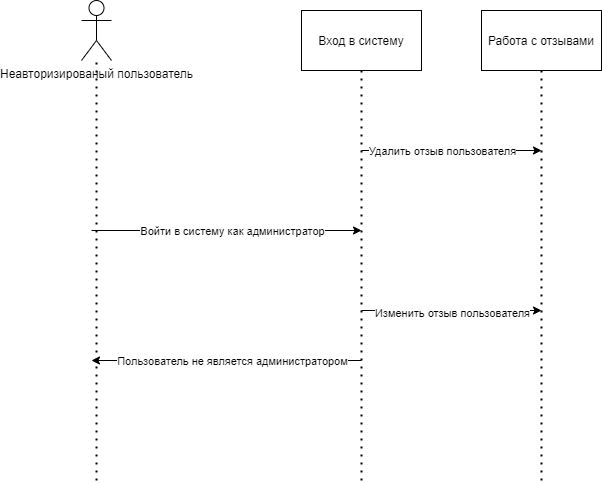 Вход в систему
Работа с отзывами
Неавторизированый пользователь
Удалить отзыв пользователя
Войти в систему как администратор
Изменить отзыв пользователя
Пользователь не является администратором